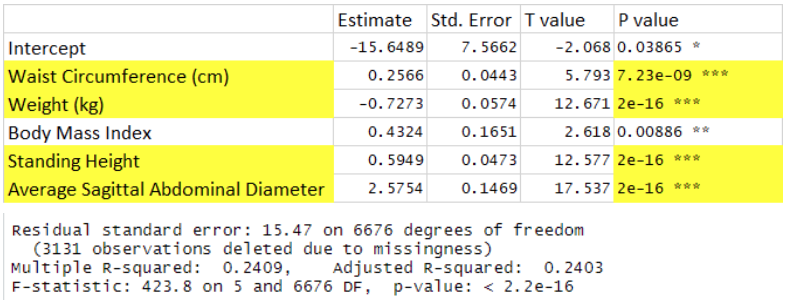 Estimate Std. Error T value P value
Intercept -15.6489 7.5662 -2.068 0.03865 *
Waist Circumference (cm) 0.2566 0.0443 5.793 7.23e-09 ***
Weight (kg) -0.7273 0.0574 12.671 2e-16 ***
Body Mass Index 0.4324 0.1651 2.618 0.00886 **
Standing Height 0.5949 0.0473 12.577 2e-16 ***
Average Sagittal Abdominal Diameter 2.5754 0.1469 17.537 2e-16 ***
Residual standard error: 15.47 on 6676 degrees of freedom
(3131 observations deleted due to missingness)
Multiple R-squared: 0.2409, Adjusted R-squared: 0.2403
F-statistic: 423.8 on 5 and 6676 DF, p-value: < 2.2e-16